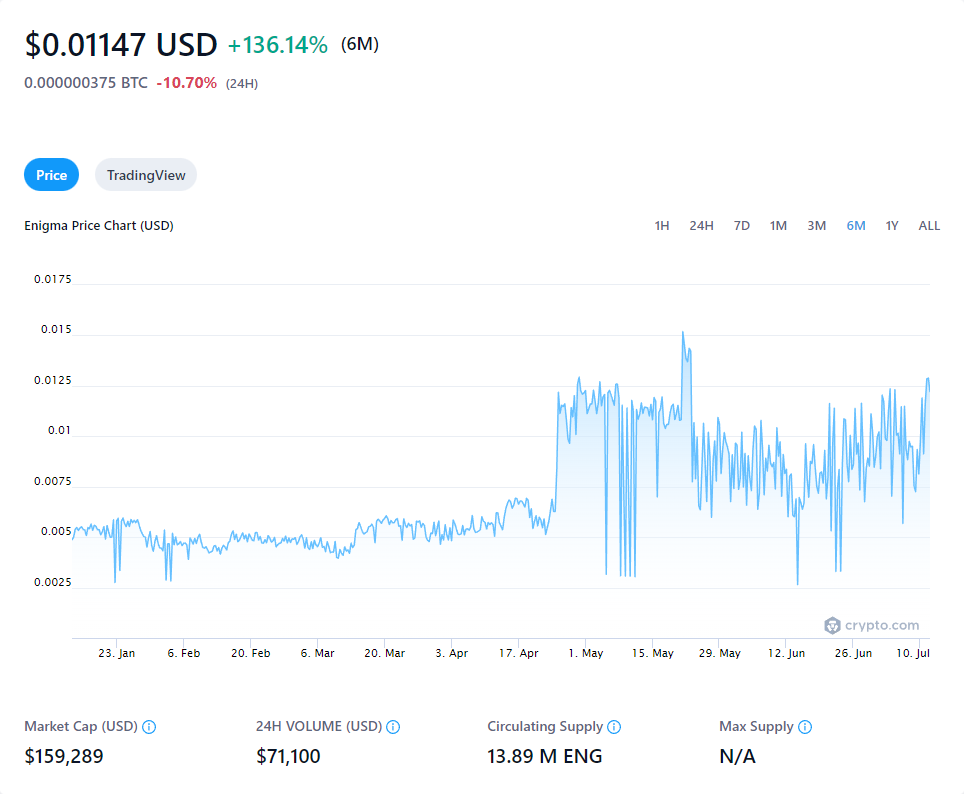 $0.01147 USD +136.14% (6M)
0.000000375 BTC -10.70% (24H)
Price TradingView
Enigma Price Chart (USD) 1H 24H 7D 1M 3M 6M 1Y ALL
0.0175
0.015
0.0125
0.01
0.0075
0.005
0.0025
crypto.com
23. Jan 6. Feb 20. Feb 6. Mar 20. Mar 3. Apr 17. Apr 1. May 15. May 29. May 12. Jun 26. Jun 10. Jul
Market Cap (USD) 24H VOLUME (USD) Circulating Supply Max Supply
$159,289 $71,100 13.89 M ENG N/A